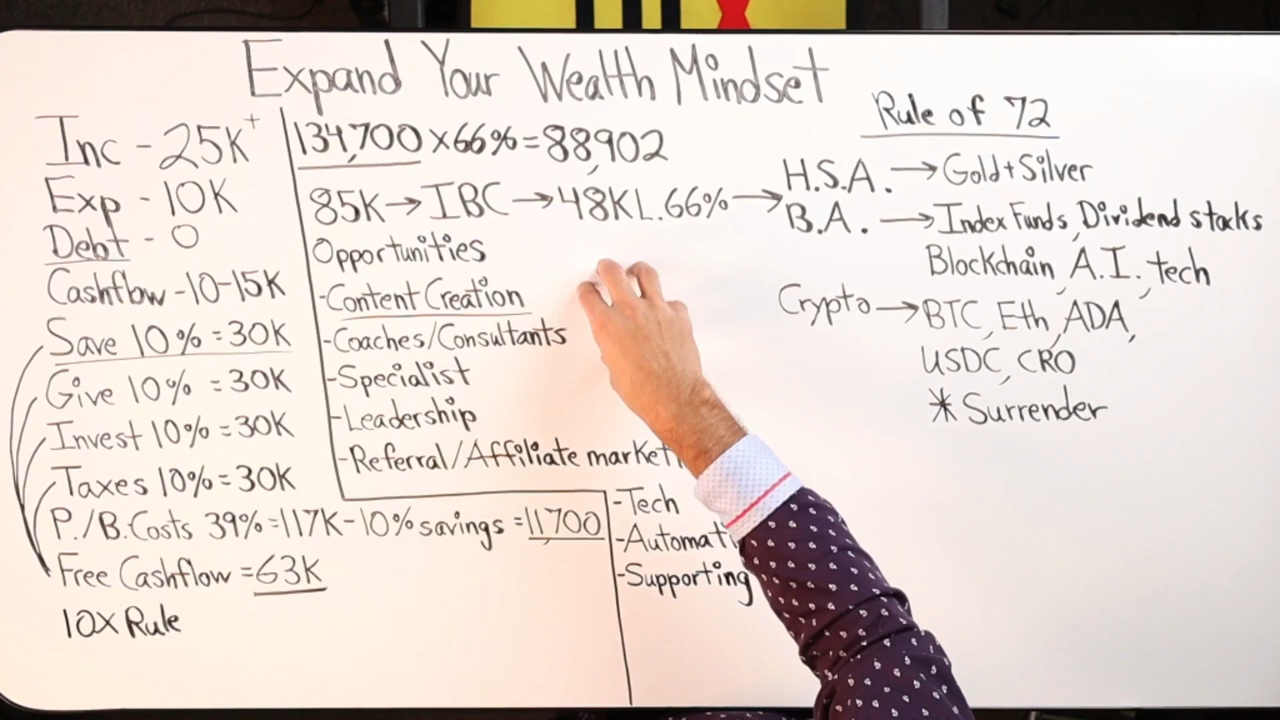 Expand Your Wealth Mindset
Inc - 25K+
Exp - 10K
Debt - 0
Cashflow - 10-15K
Save 10% = 30K
Give 10% = 30K
Invest 10% = 30K
Taxes 10% = 30K
P./B. Costs 39% = 117K - 10% savings = 11,700
Free Cashflow = 63K
10X Rule
134,700 x 66% = 88,902
85K → IBC → 48K L. 66% →
Opportunities
- Content Creation
- Coaches/Consultants
- Specialist
- Leadership
- Referral/Affiliate
- Tech
- Supporting
Rule of 72
H.S.A. → Gold + Silver
B.A. → Index Funds, Dividend stocks
Blockchain, A.I., tech
Crypto → BTC, Eth, ADA,
USDC, CRO
* Surrender